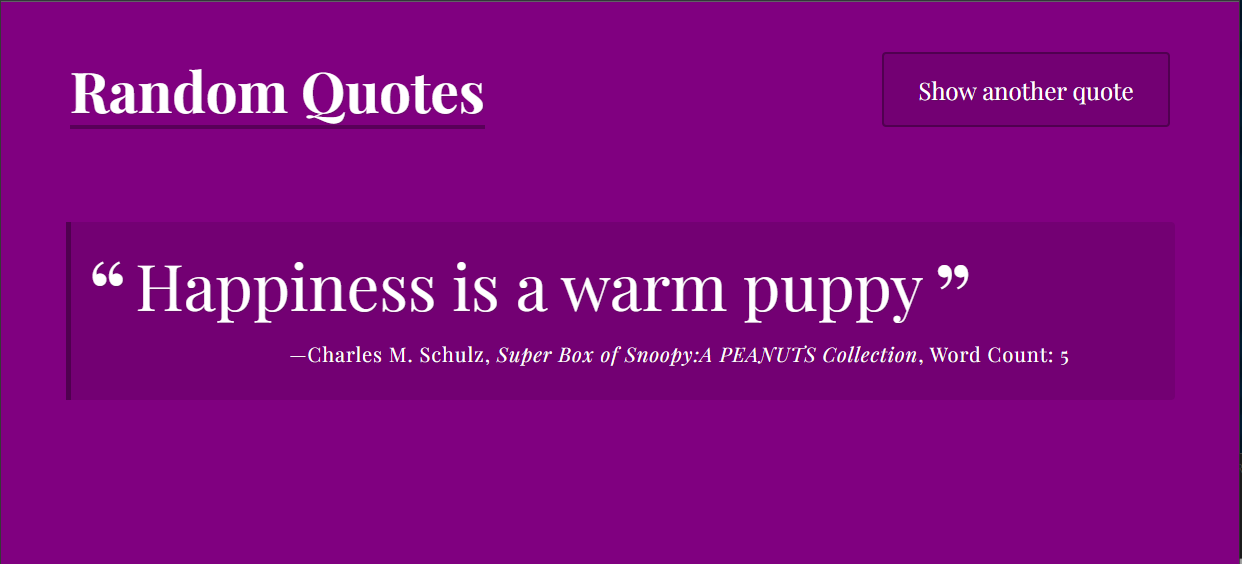 Random Quotes
Show another quote
“ Happiness is a warm puppy ”
—Charles M. Schulz, Super Box of Snoopy:A PEANUTS Collection, Word Count: 5